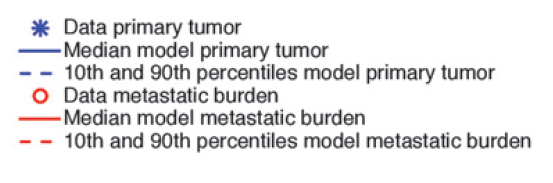 Data primary tumor
Median model primary tumor
10th and 90th percentiles model primary tumor
Data metastatic burden
Median model metastatic burden
10th and 90th percentiles model metastatic burden